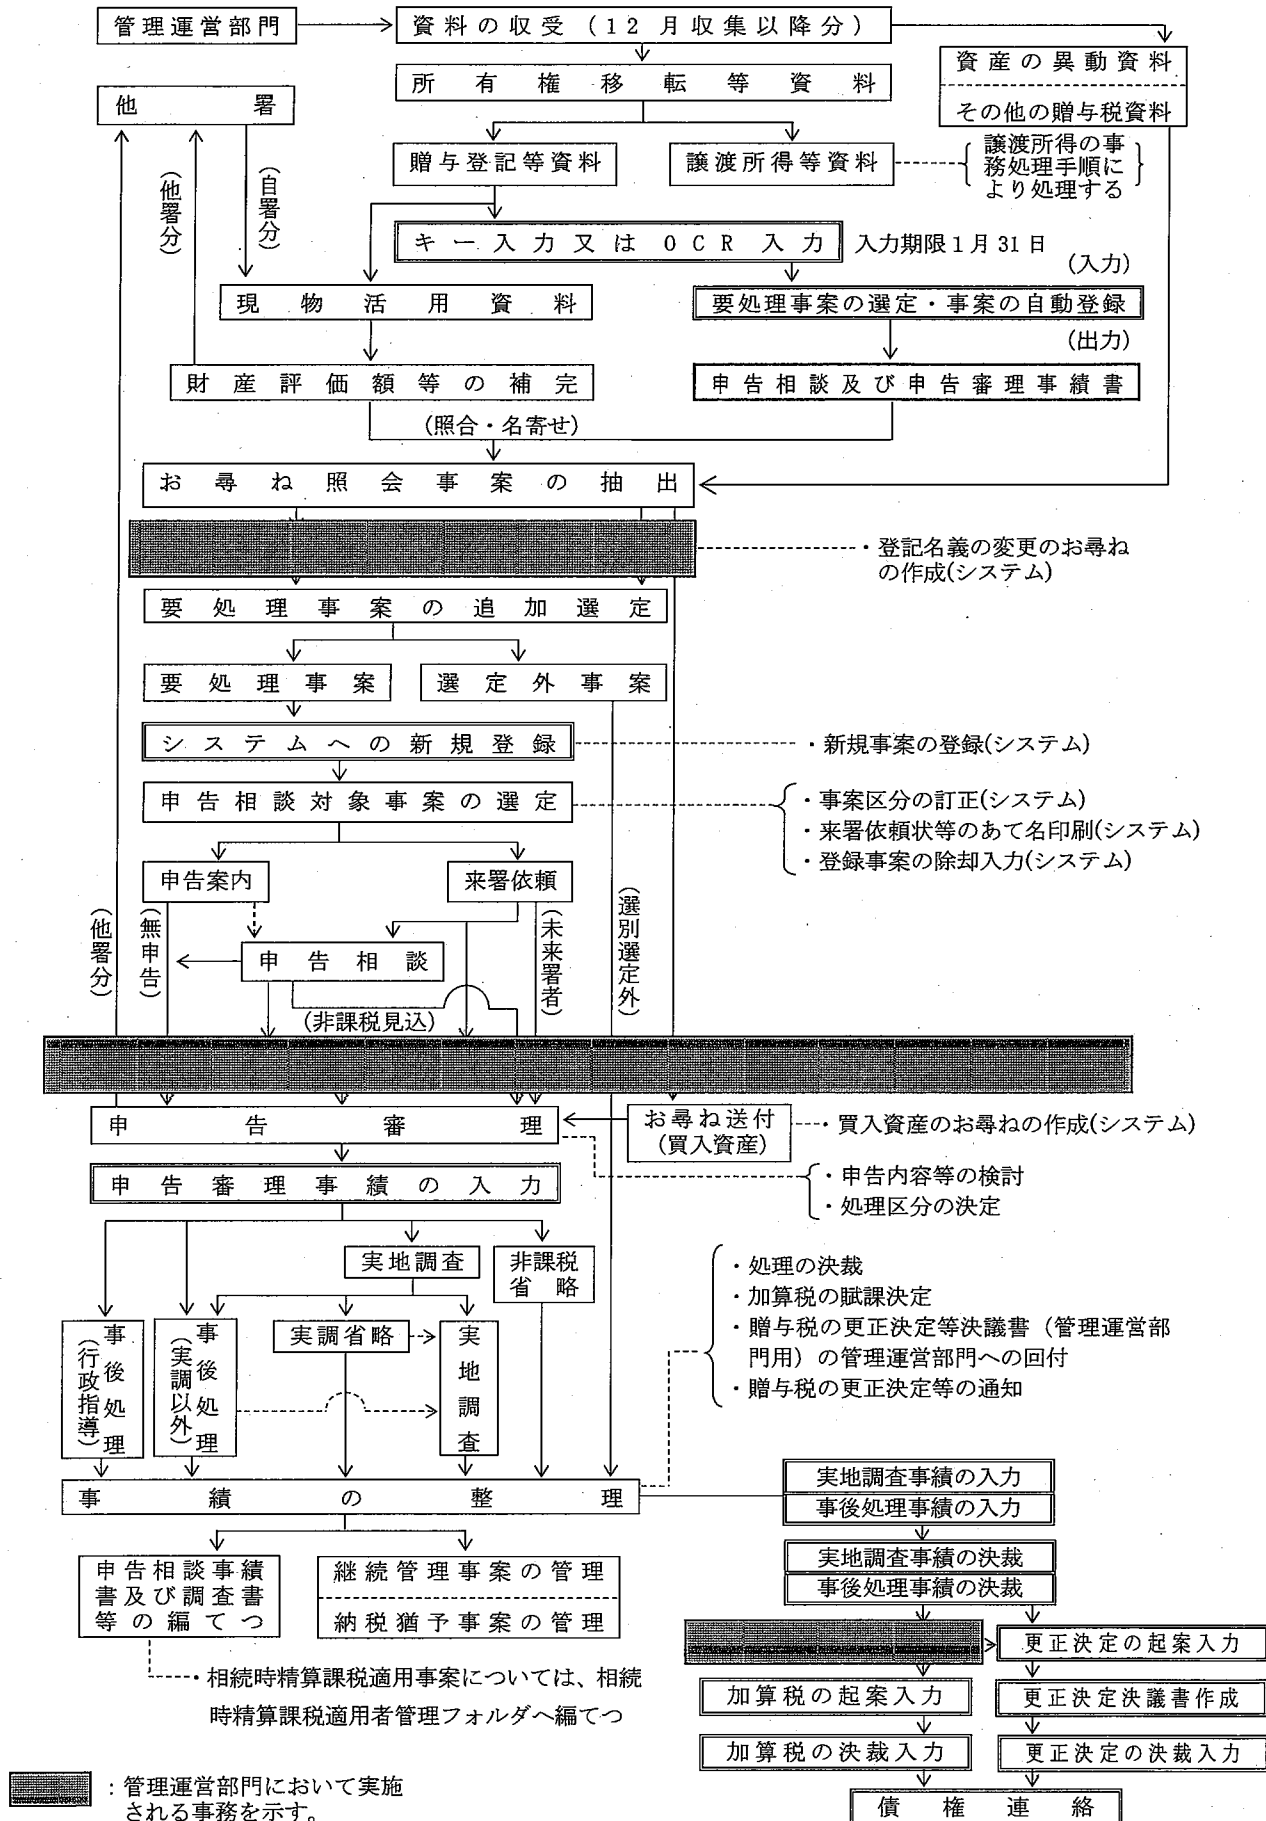 管理運営部門
資料の収受（12月収集以降分）
所有権移転等資料
資産の異動資料
その他の贈与税資料
他署
贈与登記等資料
譲渡所得等資料
譲渡所得の事
務処理手順に
より処理する
(他署分)
(自署分)
キー入力又はOCR入力
入力期限1月31日
(入力)
現物活用資料
要処理事案の選定・事案の自動登録
(出力)
財産評価額等の補完
申告相談及び申告審理事績書
(照合・名寄せ)
お尋ね照会事案の抽出
・登記名義の変更のお尋ね
の作成(システム)
要処理事案の追加選定
要処理事案
選定外事案
システムへの新規登録
・新規事案の登録(システム)
申告相談対象事案の選定
・事案区分の訂正(システム)
・来署依頼状等のあて名印刷(システム)
・登録事案の除却入力(システム)
申告案内
来署依頼
(他署分)
(無申告)
申告相談
(未来署者)
(選別選定外)
(非課税見込)
申告審理
お尋ね送付
(買入資産)
・買入資産のお尋ねの作成(システム)
申告審理事績の入力
・申告内容等の検討
・処理区分の決定
実地調査
非課税
省略
・処理の決裁
・加算税の賦課決定
・贈与税の更正決定等決議書（管理運営部
門用）の管理運営部門への回付
・贈与税の更正決定等の通知
事後処理
(行政指導)
事後処理
(実調以外)
実調省略
実地調査
事績の整理
実地調査事績の入力
事後処理事績の入力
実地調査事績の決裁
事後処理事績の決裁
申告相談事績
書及び調査書
等の編てつ
継続管理事案の管理
納税猶予事案の管理
更正決定の起案入力
・相続時精算課税適用事案については、相続
時精算課税適用者管理フォルダへ編てつ
加算税の起案入力
更正決定決議書作成
加算税の決裁入力
更正決定の決裁入力
債権連絡
：管理運営部門において実施
される事務を示す。